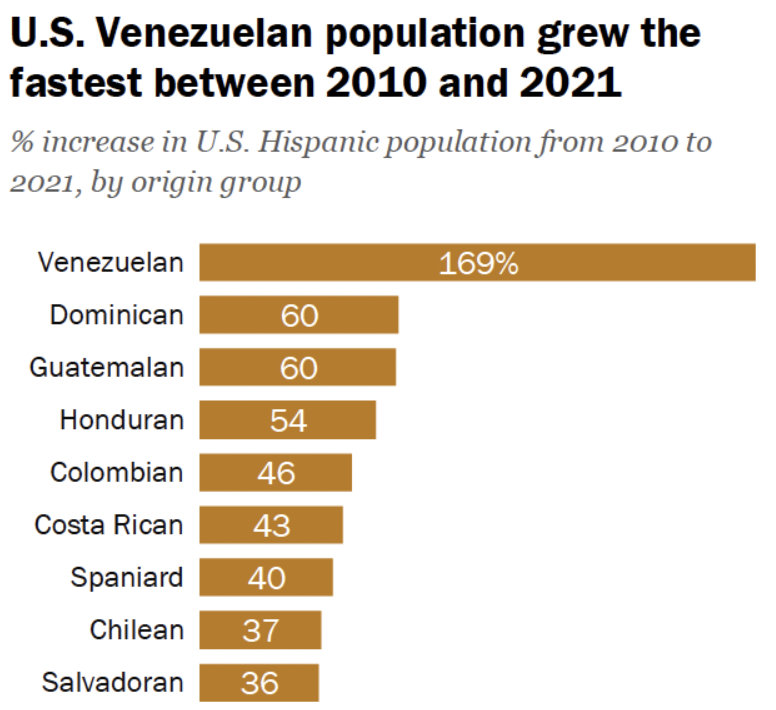 U.S. Venezuelan population grew the
fastest between 2010 and 2021
% increase in U.S. Hispanic population from 2010 to
2021, by origin group
Venezuelan 169%
Dominican 60
Guatemalan 60
Honduran 54
Colombian 46
Costa Rican 43
Spaniard 40
Chilean 37
Salvadoran 36